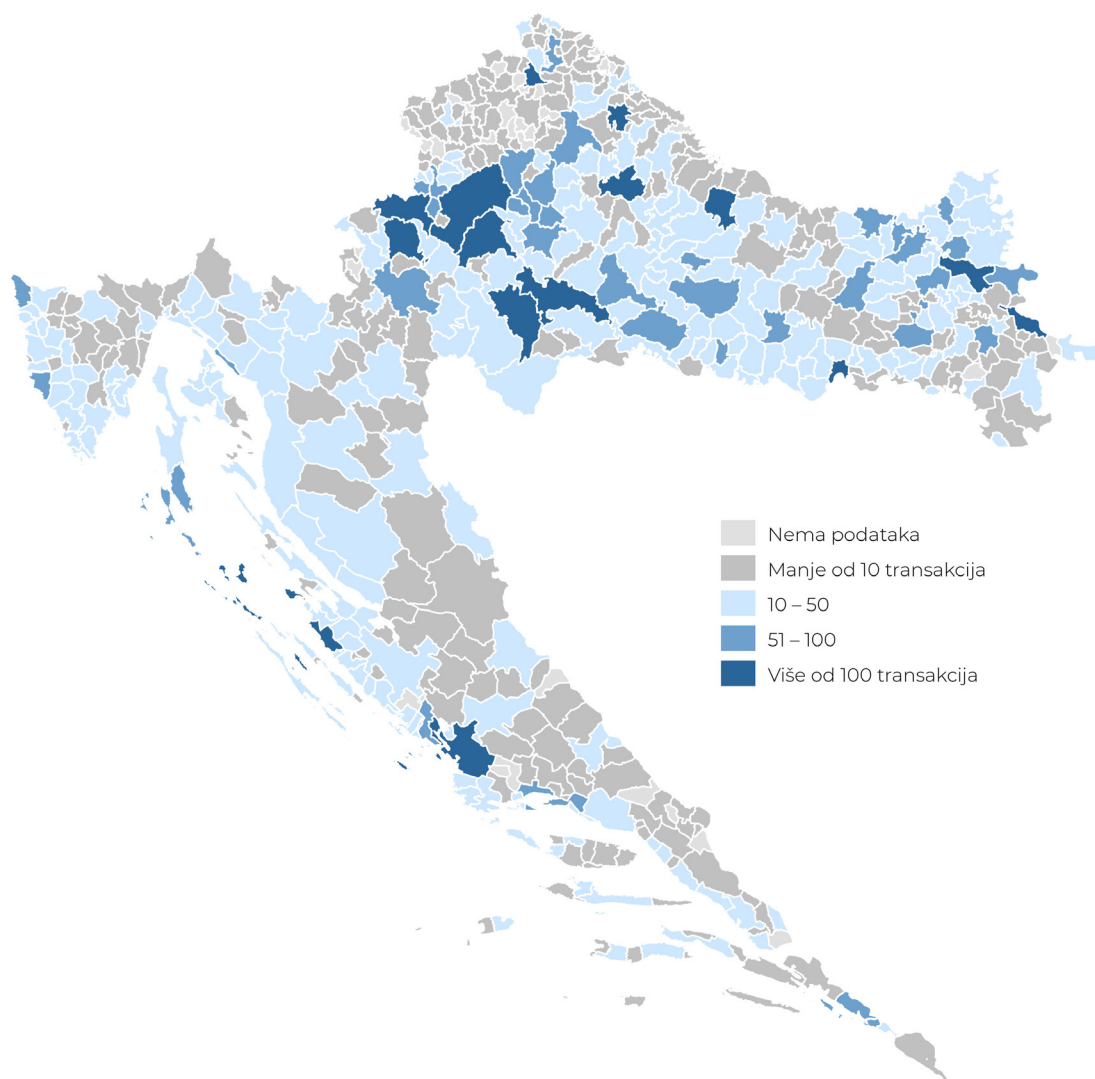 Nema podataka
Manje od 10 transakcija
10 – 50
51 – 100
Više od 100 transakcija